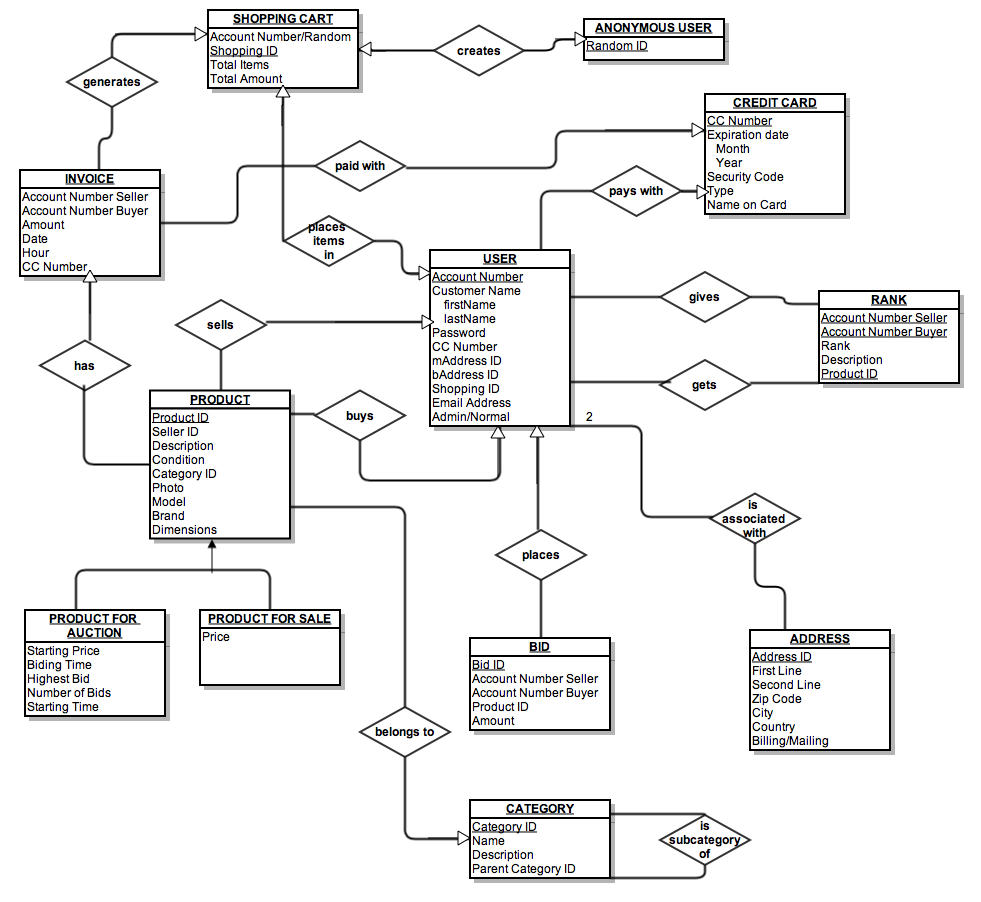 SHOPPING CART
Account Number/Random
Shopping ID
Total Items
Total Amount
creates
ANONYMOUS USER
Random ID
generates
CREDIT CARD
CC Number
Expiration date
Month
Year
Security Code
Type
Name on Card
paid with
pays with
INVOICE
Account Number Seller
Account Number Buyer
Amount
Date
Hour
CC Number
places
items
in
USER
Account Number
Customer Name
firstName
lastName
Password
CC Number
mAddress ID
bAddress ID
Shopping ID
Email Address
Admin/Normal
2
gives
RANK
Account Number Seller
Account Number Buyer
Rank
Description
Product ID
gets
sells
has
PRODUCT
Product ID
Seller ID
Description
Condition
Category ID
Photo
Model
Brand
Dimensions
buys
is
associated
with
places
PRODUCT FOR
AUCTION
Starting Price
Biding Time
Highest Bid
Number of Bids
Starting Time
PRODUCT FOR SALE
Price
BID
Bid ID
Account Number Seller
Account Number Buyer
Product ID
Amount
ADDRESS
Address ID
First Line
Second Line
Zip Code
City
Country
Billing/Mailing
belongs to
CATEGORY
Category ID
Name
Description
Parent Category ID
is
subcategory
of